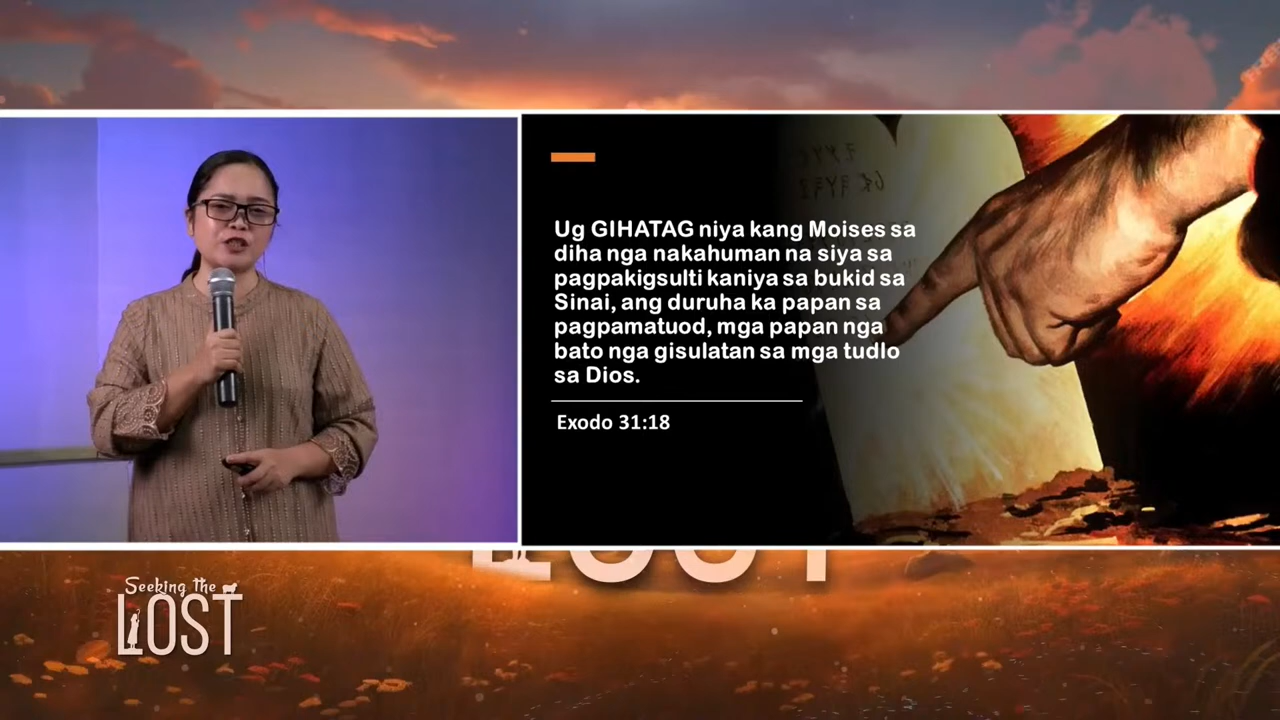 Ug GIHATAG niya kang Moises sa
diha nga nakahuman na siya sa
pagpakigsulti kaniya sa bukid sa
Sinai, ang duruha ka papan sa
pagpamatuod, mga papan nga
bato nga gisulatan sa mga tudlo
sa Dios.
Exodo 31:18
Seeking the
LOST